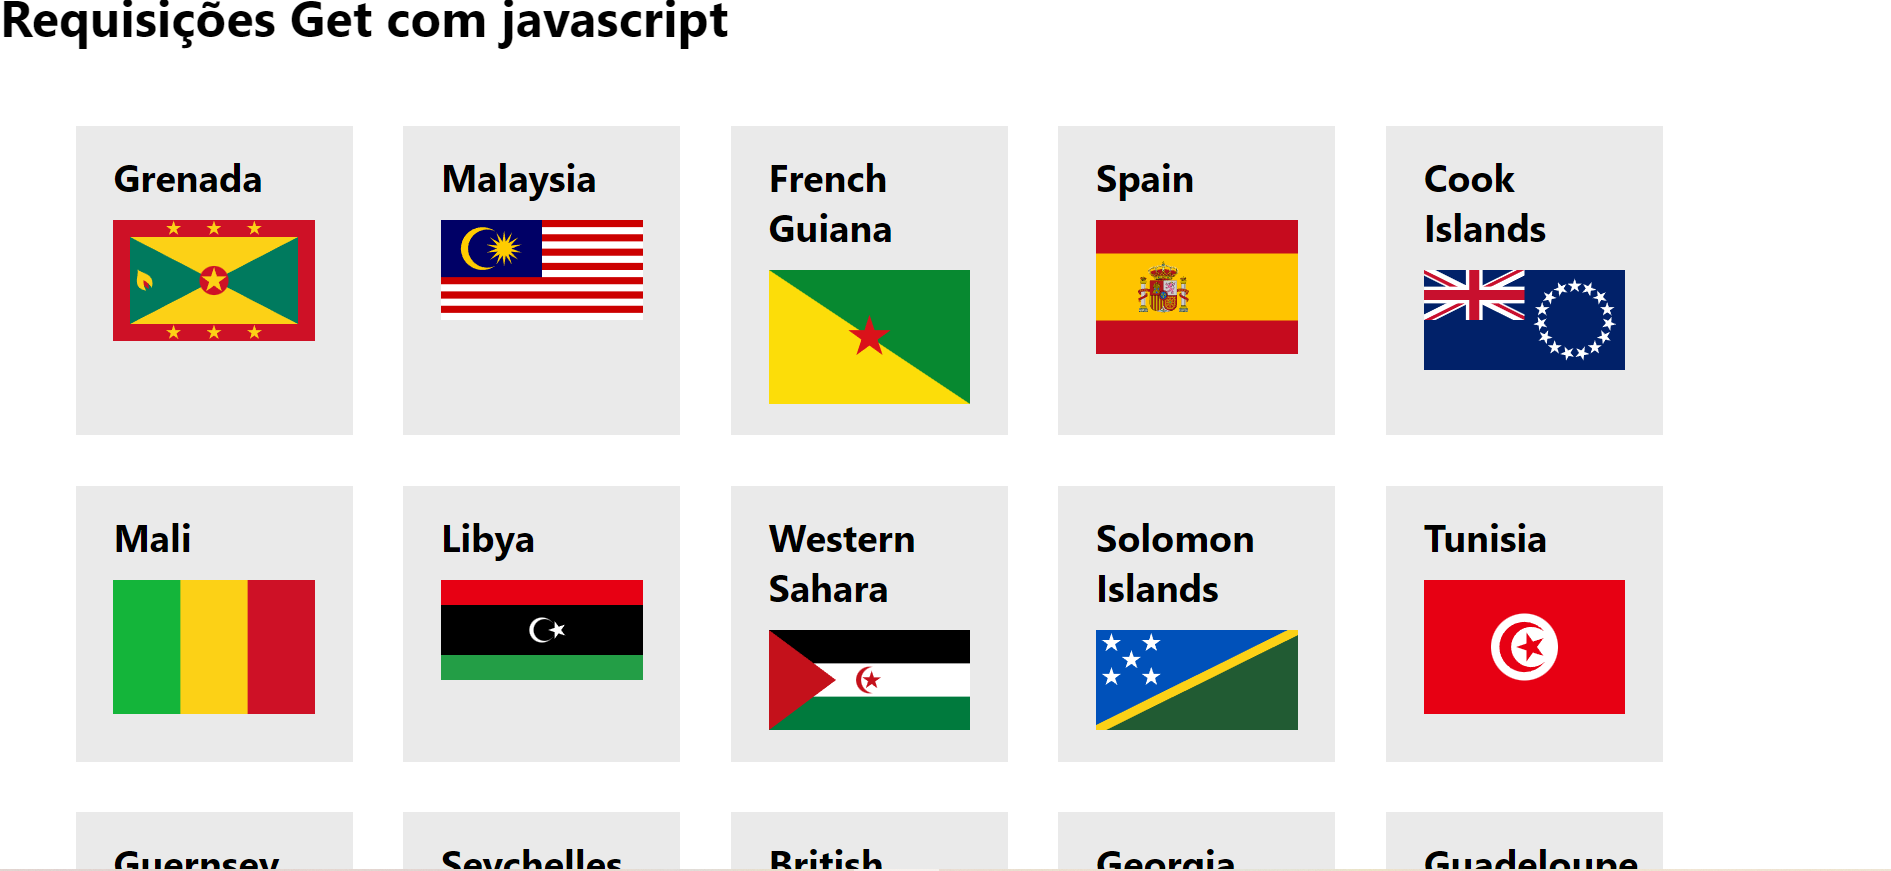 Requisições Get com javascript
Grenada
Malaysia
French
Guiana
Spain
Cook
Islands
Mali
Libya
Western
Sahara
Solomon
Islands
Tunisia
Guernsey
Seychelles
British
Georgia
Guadeloupe